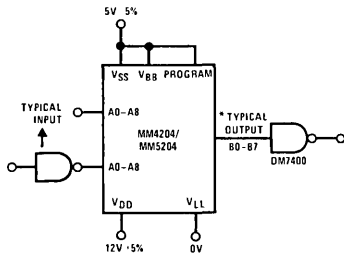 5V 5%
VSS VBB PROGRAM
TYPICAL
INPUT
A0-A8
MM4204/
MM5204
* TYPICAL
OUTPUT
B0-B7
DM7400
A0-A8
VDD VLL
12V ·5% 0V